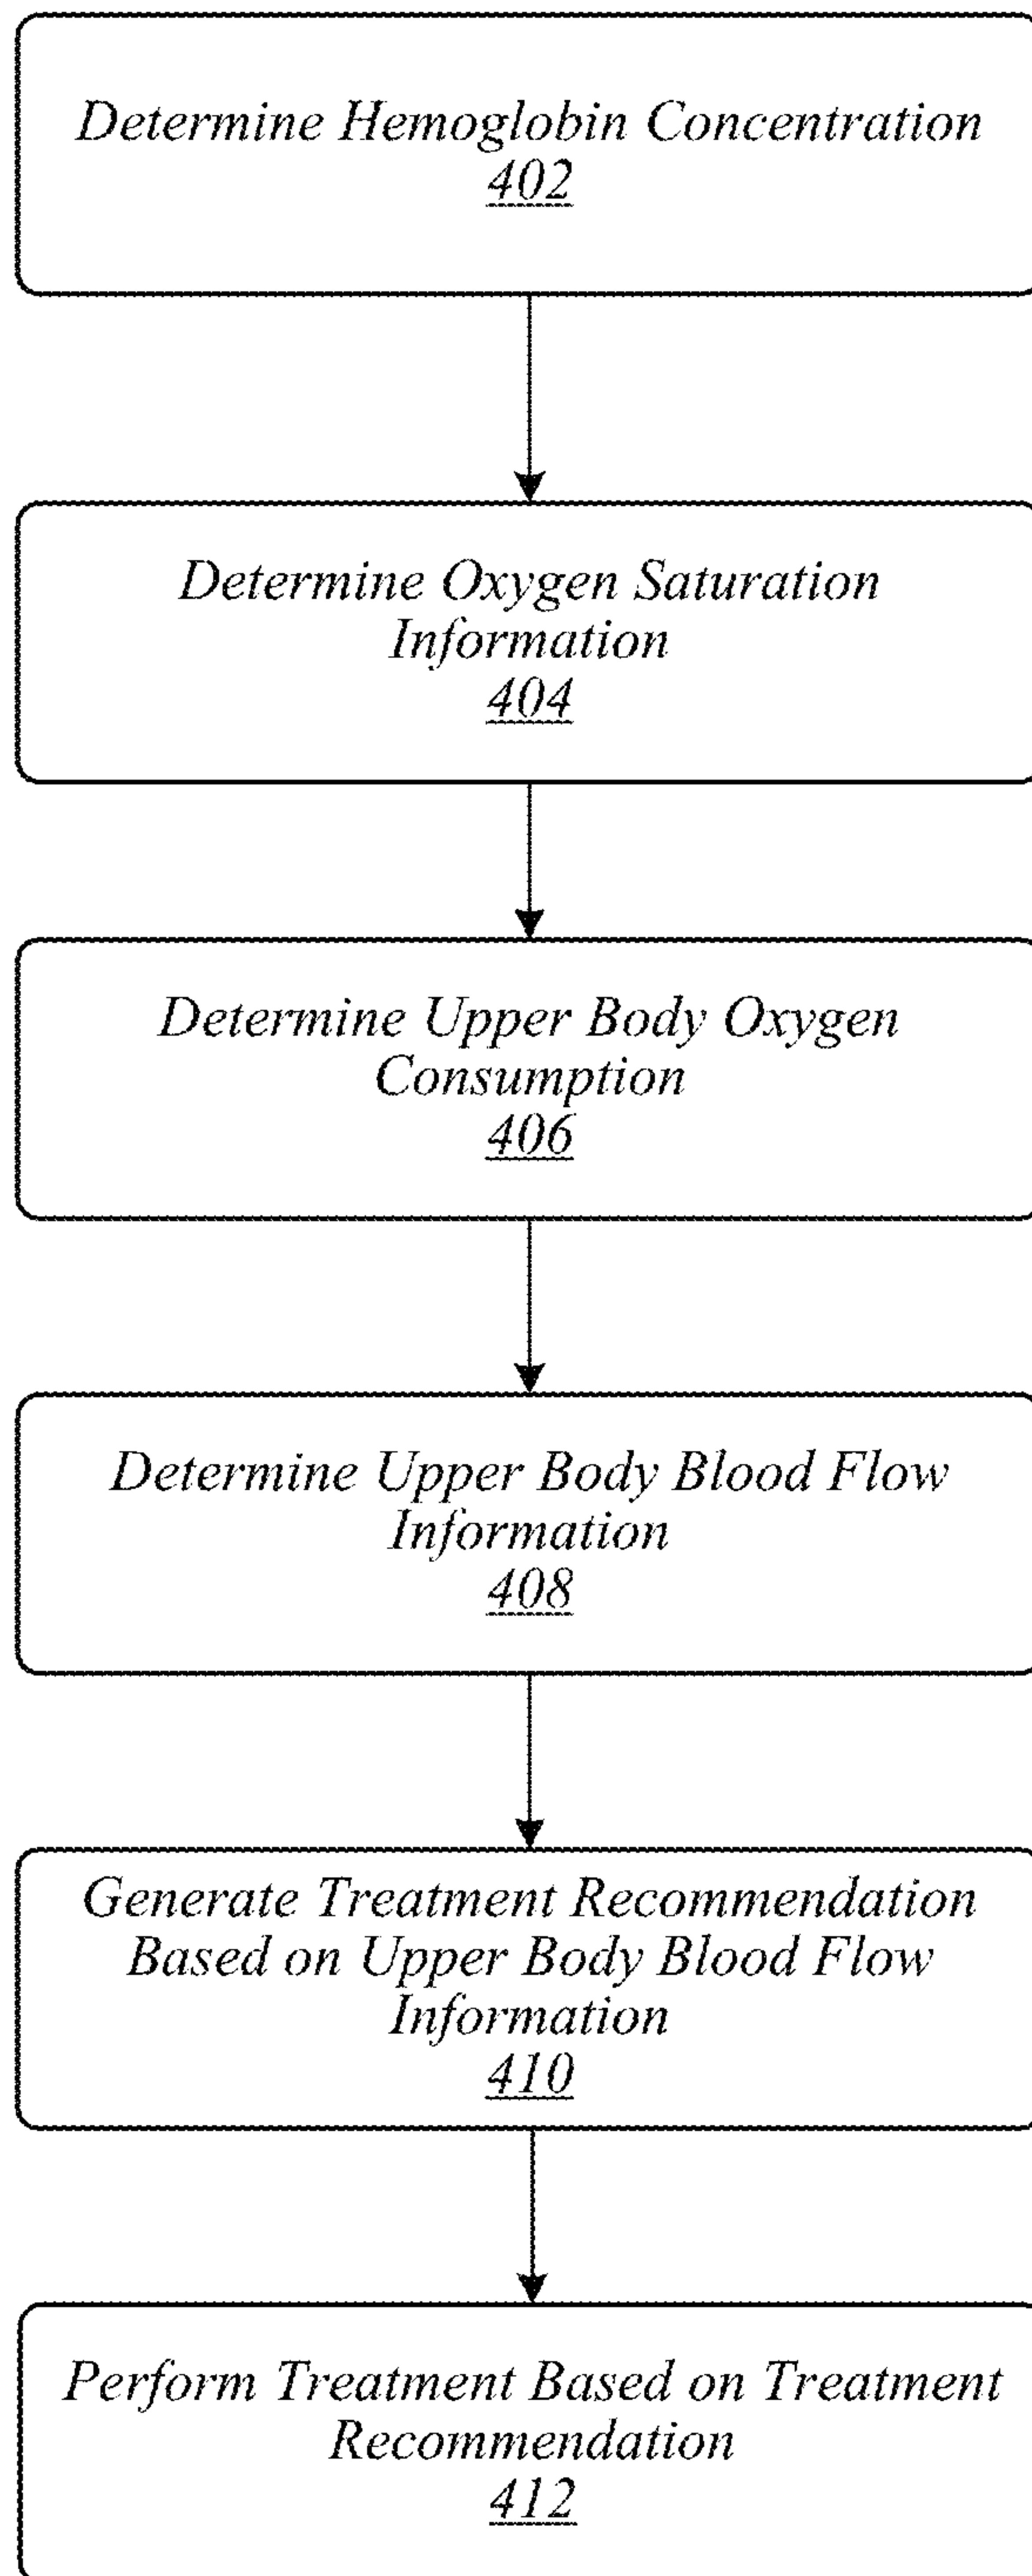 Determine Hemoglobin Concentration
402
Determine Oxygen Saturation
Information
404
Determine Upper Body Oxygen
Consumption
406
Determine Upper Body Blood Flow
Information
408
Generate Treatment Recommendation
Based on Upper Body Blood Flow
Information
410
Perform Treatment Based on Treatment
Recommendation
412